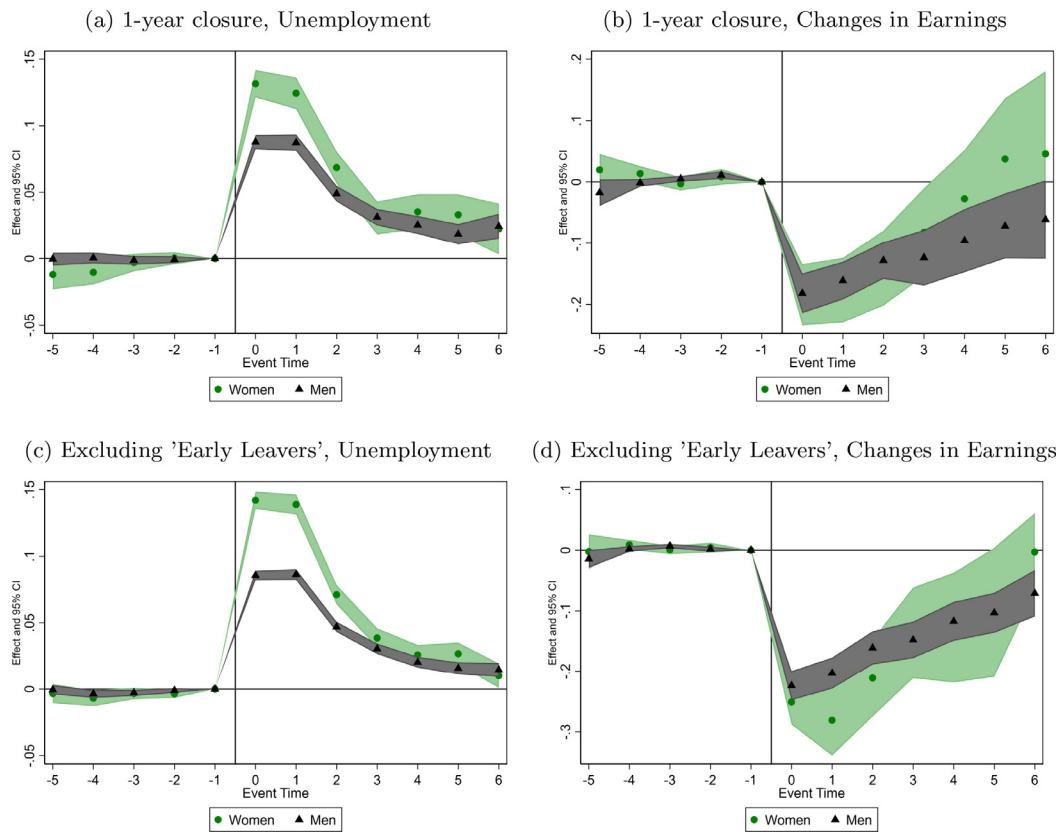 (a) 1-year closure, Unemployment
(b) 1-year closure, Changes in Earnings
Effect and 95% CI
.15
.1
.05
0
-.05
-5 -4 -3 -2 -1 0 1 2 3 4 5 6
Event Time
Women Men
Effect and 95% CI
.2
.1
0
-.1
-.2
-5 -4 -3 -2 -1 0 1 2 3 4 5 6
Event Time
Women Men
(c) Excluding 'Early Leavers', Unemployment
(d) Excluding 'Early Leavers', Changes in Earnings
Effect and 95% CI
.15
.1
.05
0
-.05
-5 -4 -3 -2 -1 0 1 2 3 4 5 6
Event Time
Women Men
Effect and 95% CI
.1
0
-.1
-.2
-.3
-5 -4 -3 -2 -1 0 1 2 3 4 5 6
Event Time
Women Men